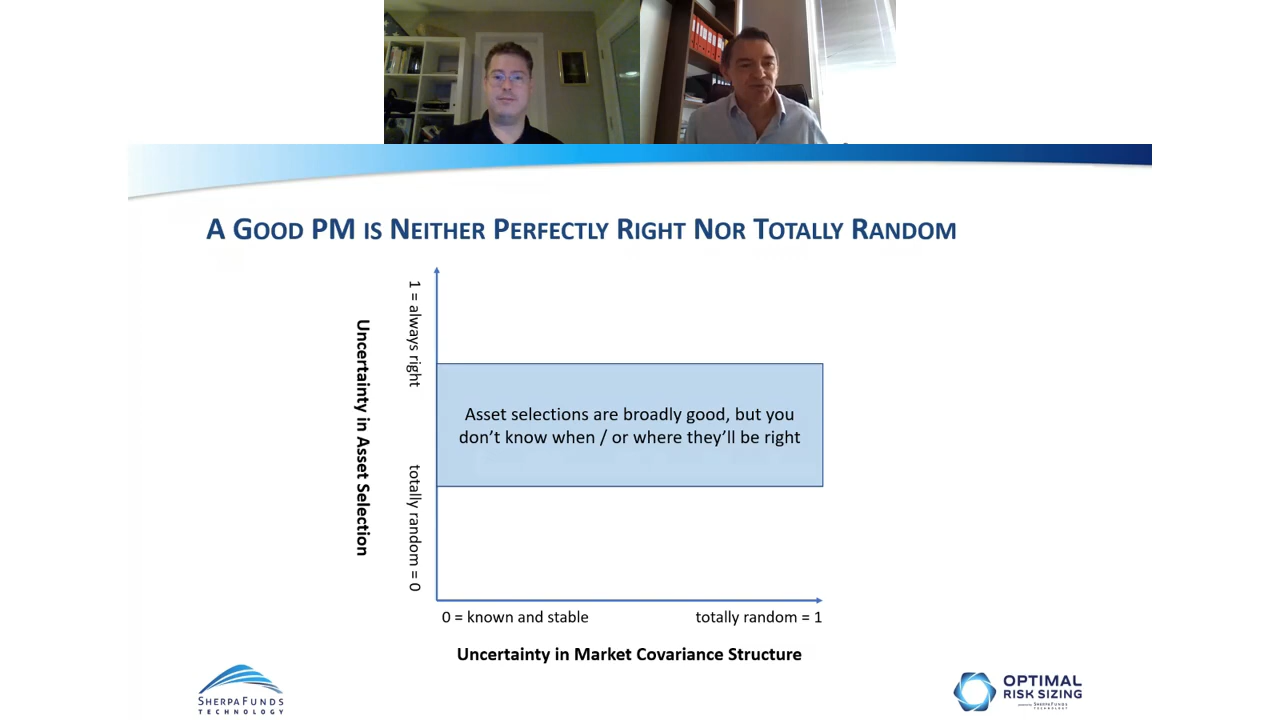 A Good PM is Neither Perfectly Right Nor Totally Random
1 = always right
totally random = 0
Uncertainty in Asset Selection
Asset selections are broadly good, but you
don't know when / or where they'll be right
0 = known and stable
totally random = 1
Uncertainty in Market Covariance Structure
SherpaFunds
Technology
OPTIMAL
RISK SIZING